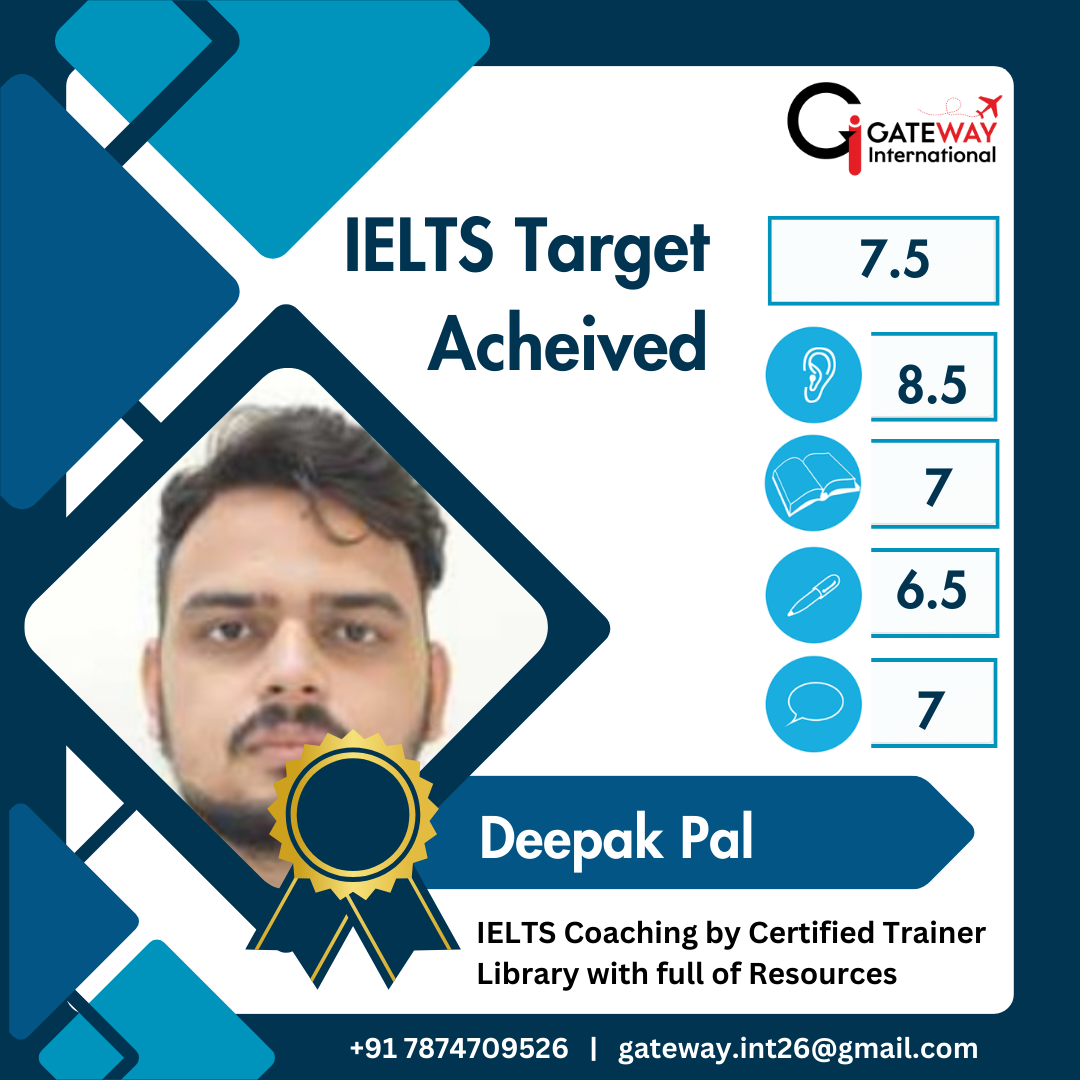 GATEWAY
International
IELTS Target
Acheived
7.5
8.5
7
6.5
7
Deepak Pal
IELTS Coaching by Certified Trainer
Library with full of Resources
+91 7874709526 | gateway.int26@gmail.com